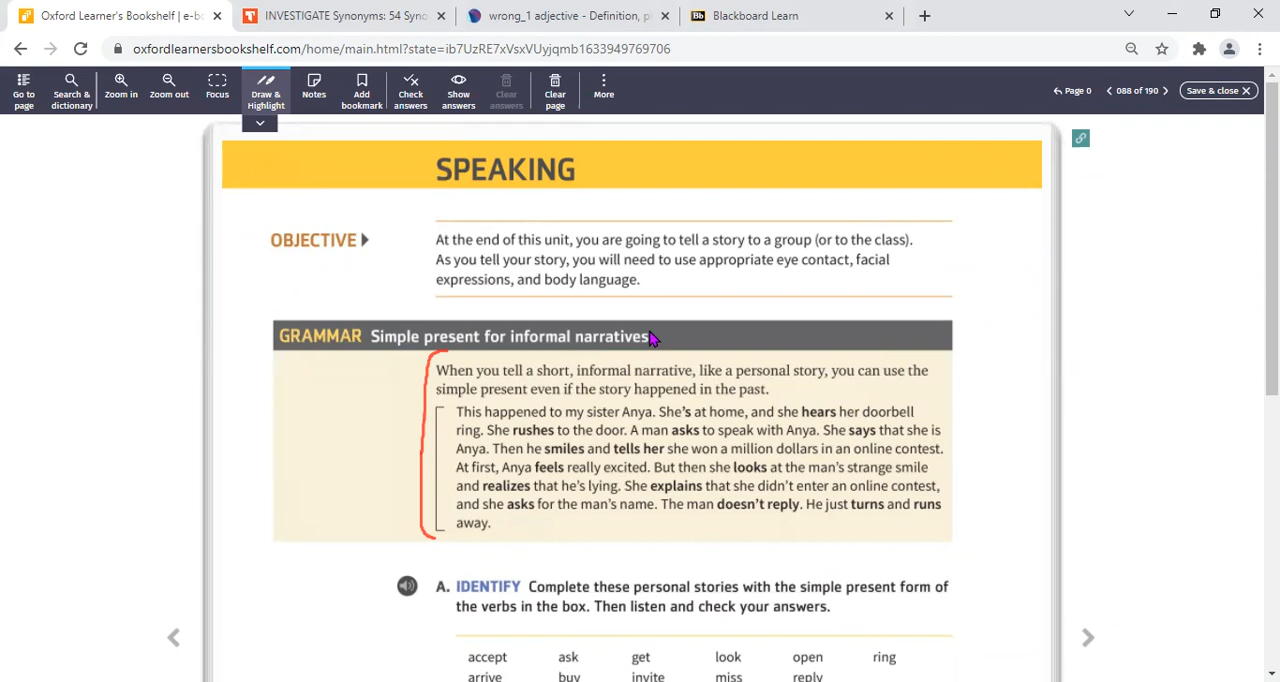 Oxford Learner's Bookshelf | e-bo
INVESTIGATE Synonyms: 54 Synon
wrong_1 adjective - Definition, pi
Bb Blackboard Learn
oxfordlearnersbookshelf.com/home/main.html?state=ib7UzRE7xVsxVUyjqmb1633949769706
Go to page
Search & dictionary
Zoom in
Zoom out
Focus
Draw & Highlight
Notes
Add bookmark
Check answers
Show answers
Clear answers
Clear page
More
Page 0
088 of 190
Save & close
SPEAKING
OBJECTIVE
At the end of this unit, you are going to tell a story to a group (or to the class).
As you tell your story, you will need to use appropriate eye contact, facial
expressions, and body language.
GRAMMAR Simple present for informal narratives
When you tell a short, informal narrative, like a personal story, you can use the
simple present even if the story happened in the past.
This happened to my sister Anya. She's at home, and she hears her doorbell
ring. She rushes to the door. A man asks to speak with Anya. She says that she is
Anya. Then he smiles and tells her she won a million dollars in an online contest.
At first, Anya feels really excited. But then she looks at the man's strange smile
and realizes that he's lying. She explains that she didn't enter an online contest,
and she asks for the man's name. The man doesn't reply. He just turns and runs
away.
A. IDENTIFY Complete these personal stories with the simple present form of
the verbs in the box. Then listen and check your answers.
accept ask get look open ring
arrive buy invite miss reply